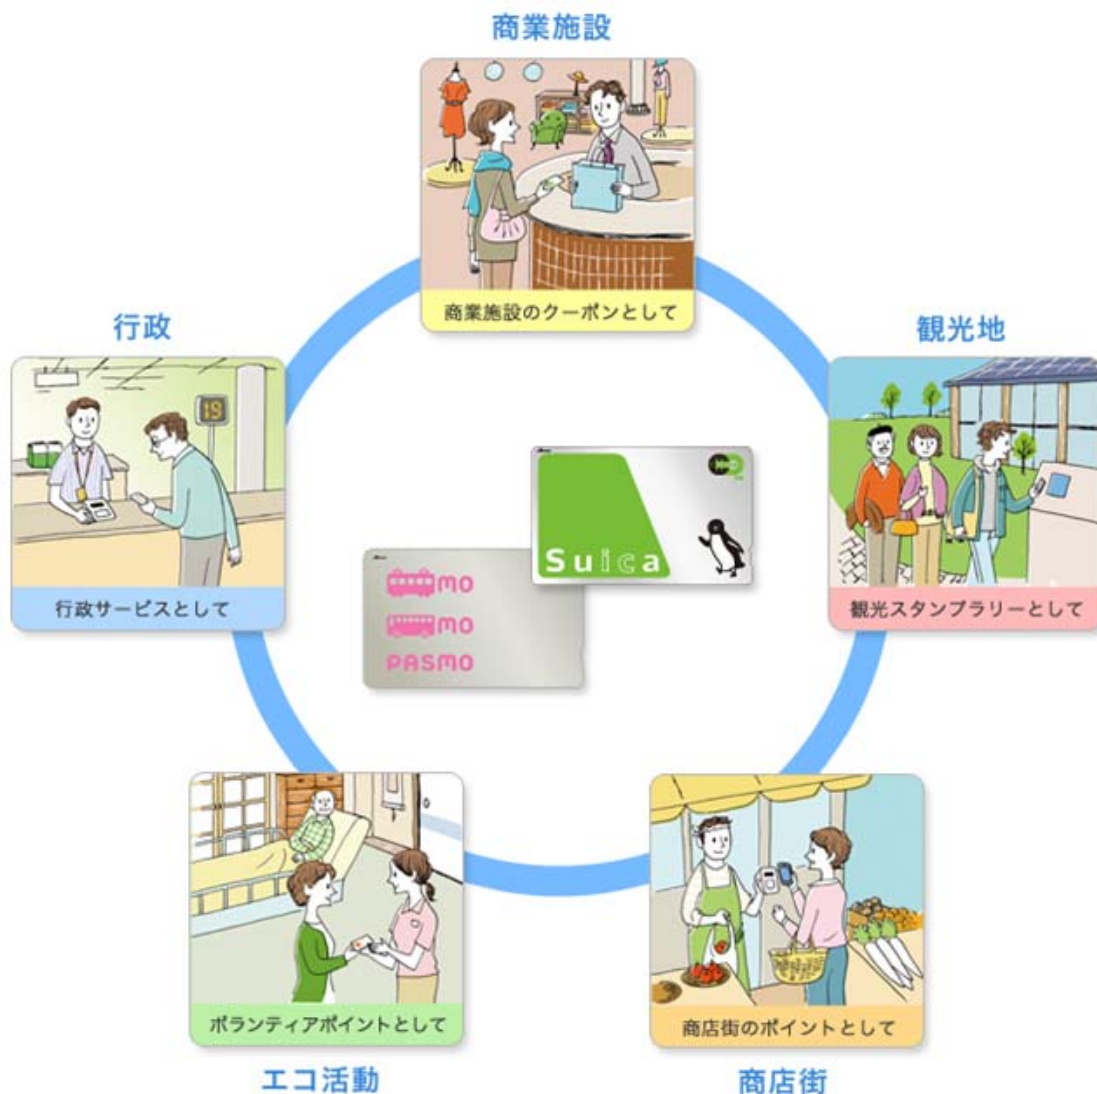 商業施設
商業施設のクーポンとして
行政
19
行政サービスとして
観光地
観光スタンプラリーとして
Suica
MO
MO
PASMO
ボランティアポイントとして
エコ活動
商店街のポイントとして
商店街